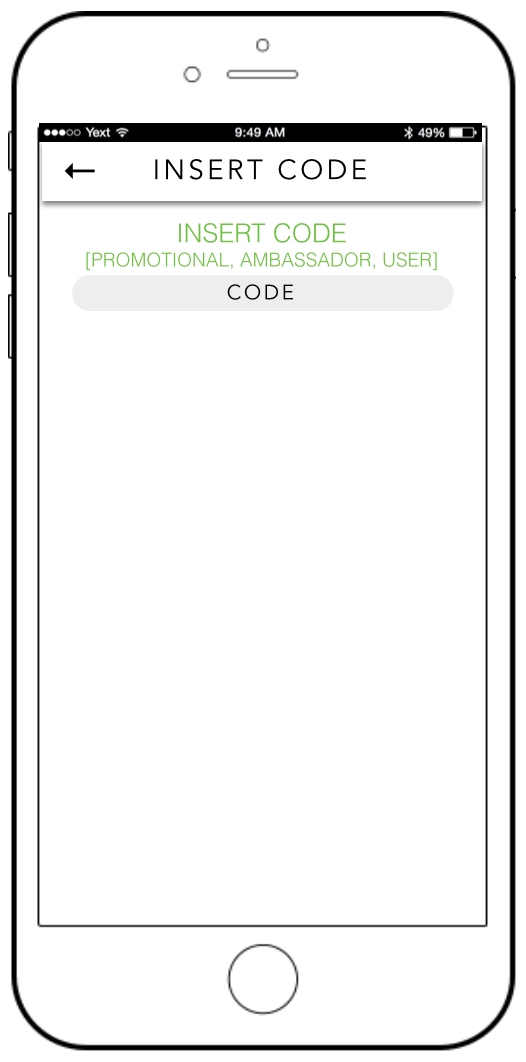 ●●●○○ Yext 9:49 AM 49%
INSERT CODE
INSERT CODE
[PROMOTIONAL, AMBASSADOR, USER]
CODE